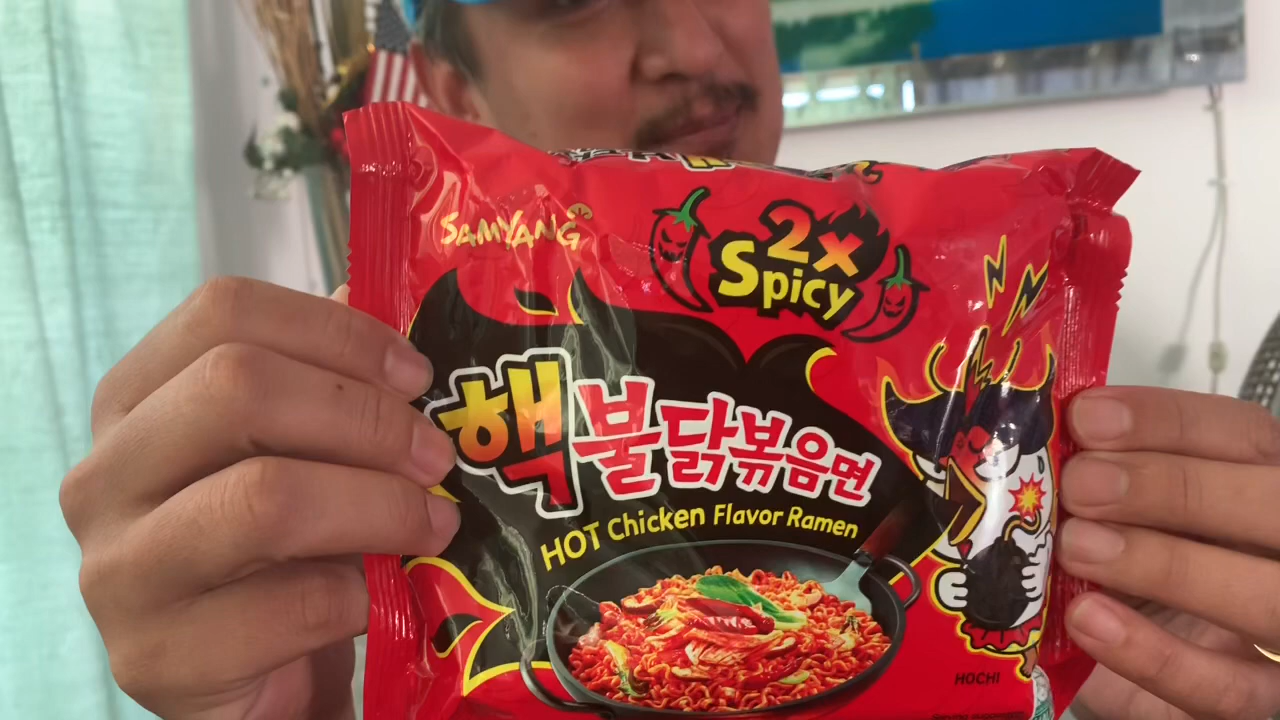 SAMYANG
2x
Spicy
핵불닭볶음면
HOT Chicken Flavor Ramen
HOCHI